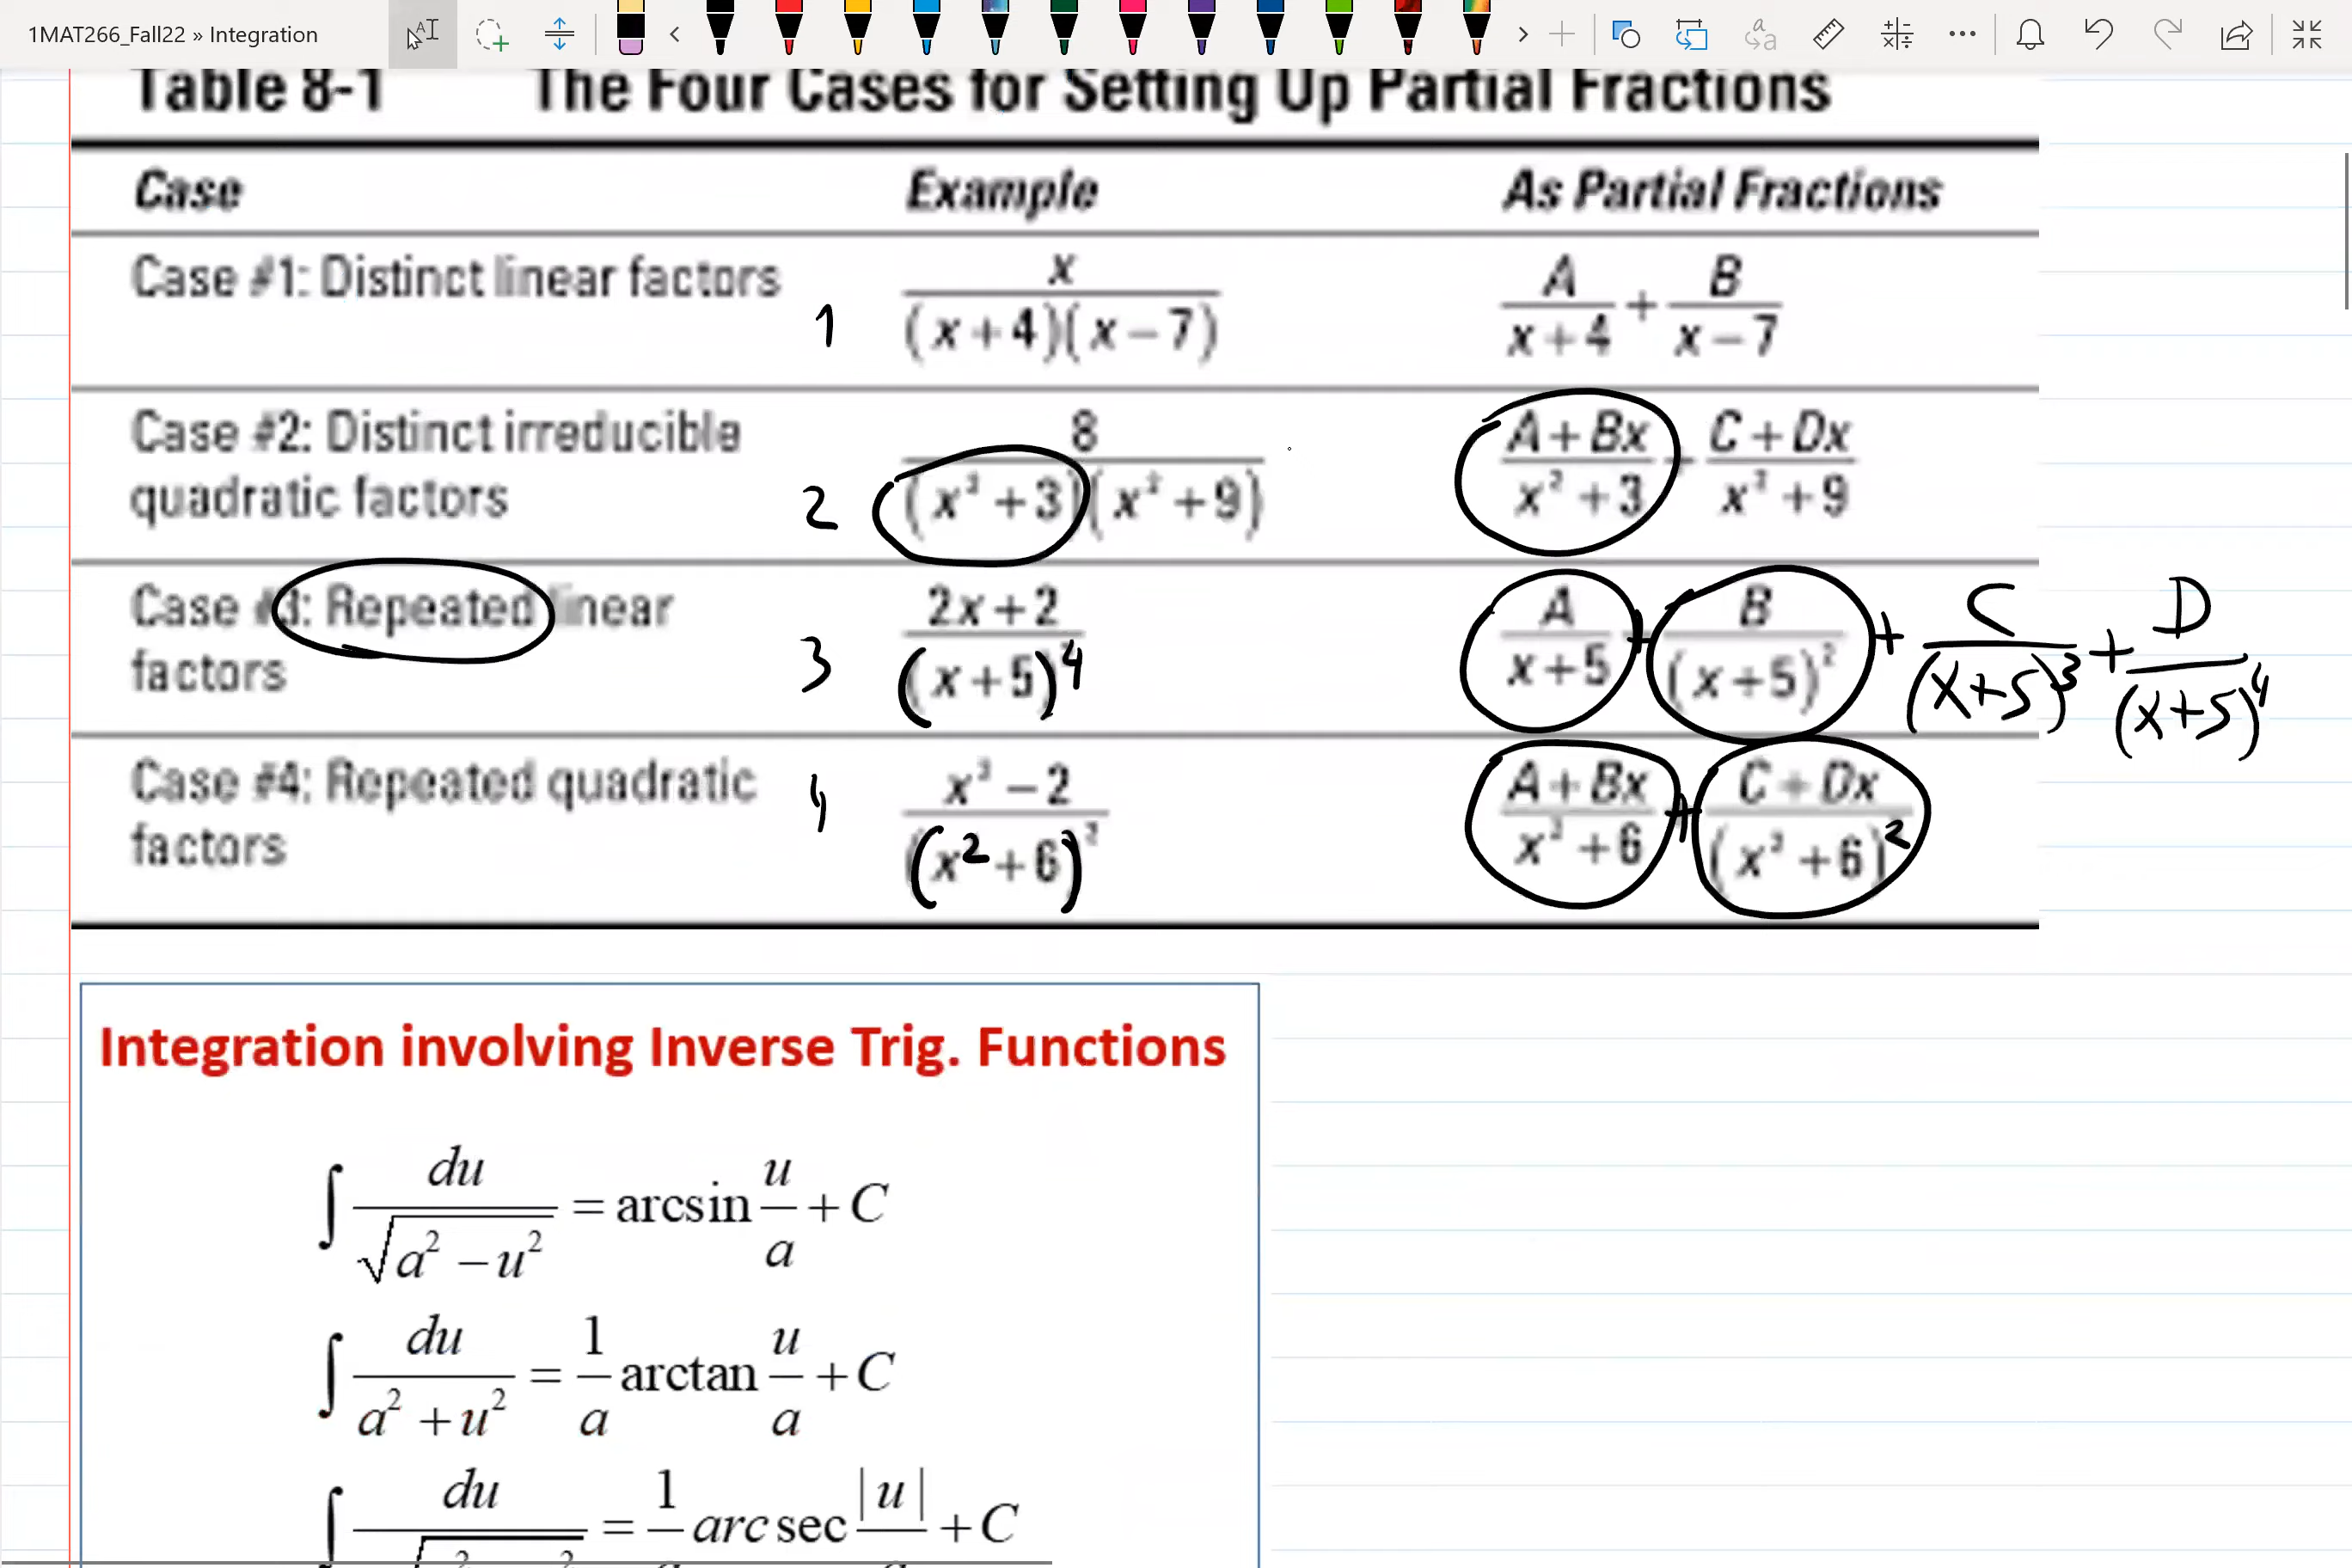 1MAT266_Fall22 » Integration
Table 8-1 The Four Cases for Setting Up Partial Fractions
Case Example As Partial Fractions
Case #1: Distinct linear factors 1 x/((x+4)(x−7)) A/(x+4) + B/(x−7)
Case #2: Distinct irreducible
quadratic factors 2 8/((x²+3)(x²+9)) (A+Bx)/(x²+3) + (C+Dx)/(x²+9)
Case #3: Repeated linear
factors 3 (2x+2)/(x+5)⁴ A/(x+5) + B/(x+5)² + C/(x+5)³ + D/(x+5)⁴
Case #4: Repeated quadratic
factors 4 (x³−2)/(x²+6)² (A+Bx)/(x²+6) + (C+Dx)/(x²+6)²
Integration involving Inverse Trig. Functions
∫ du/√(a²−u²) = arcsin u/a + C
∫ du/(a²+u²) = 1/a arctan u/a + C
∫ du = 1 arcsec |u| + C